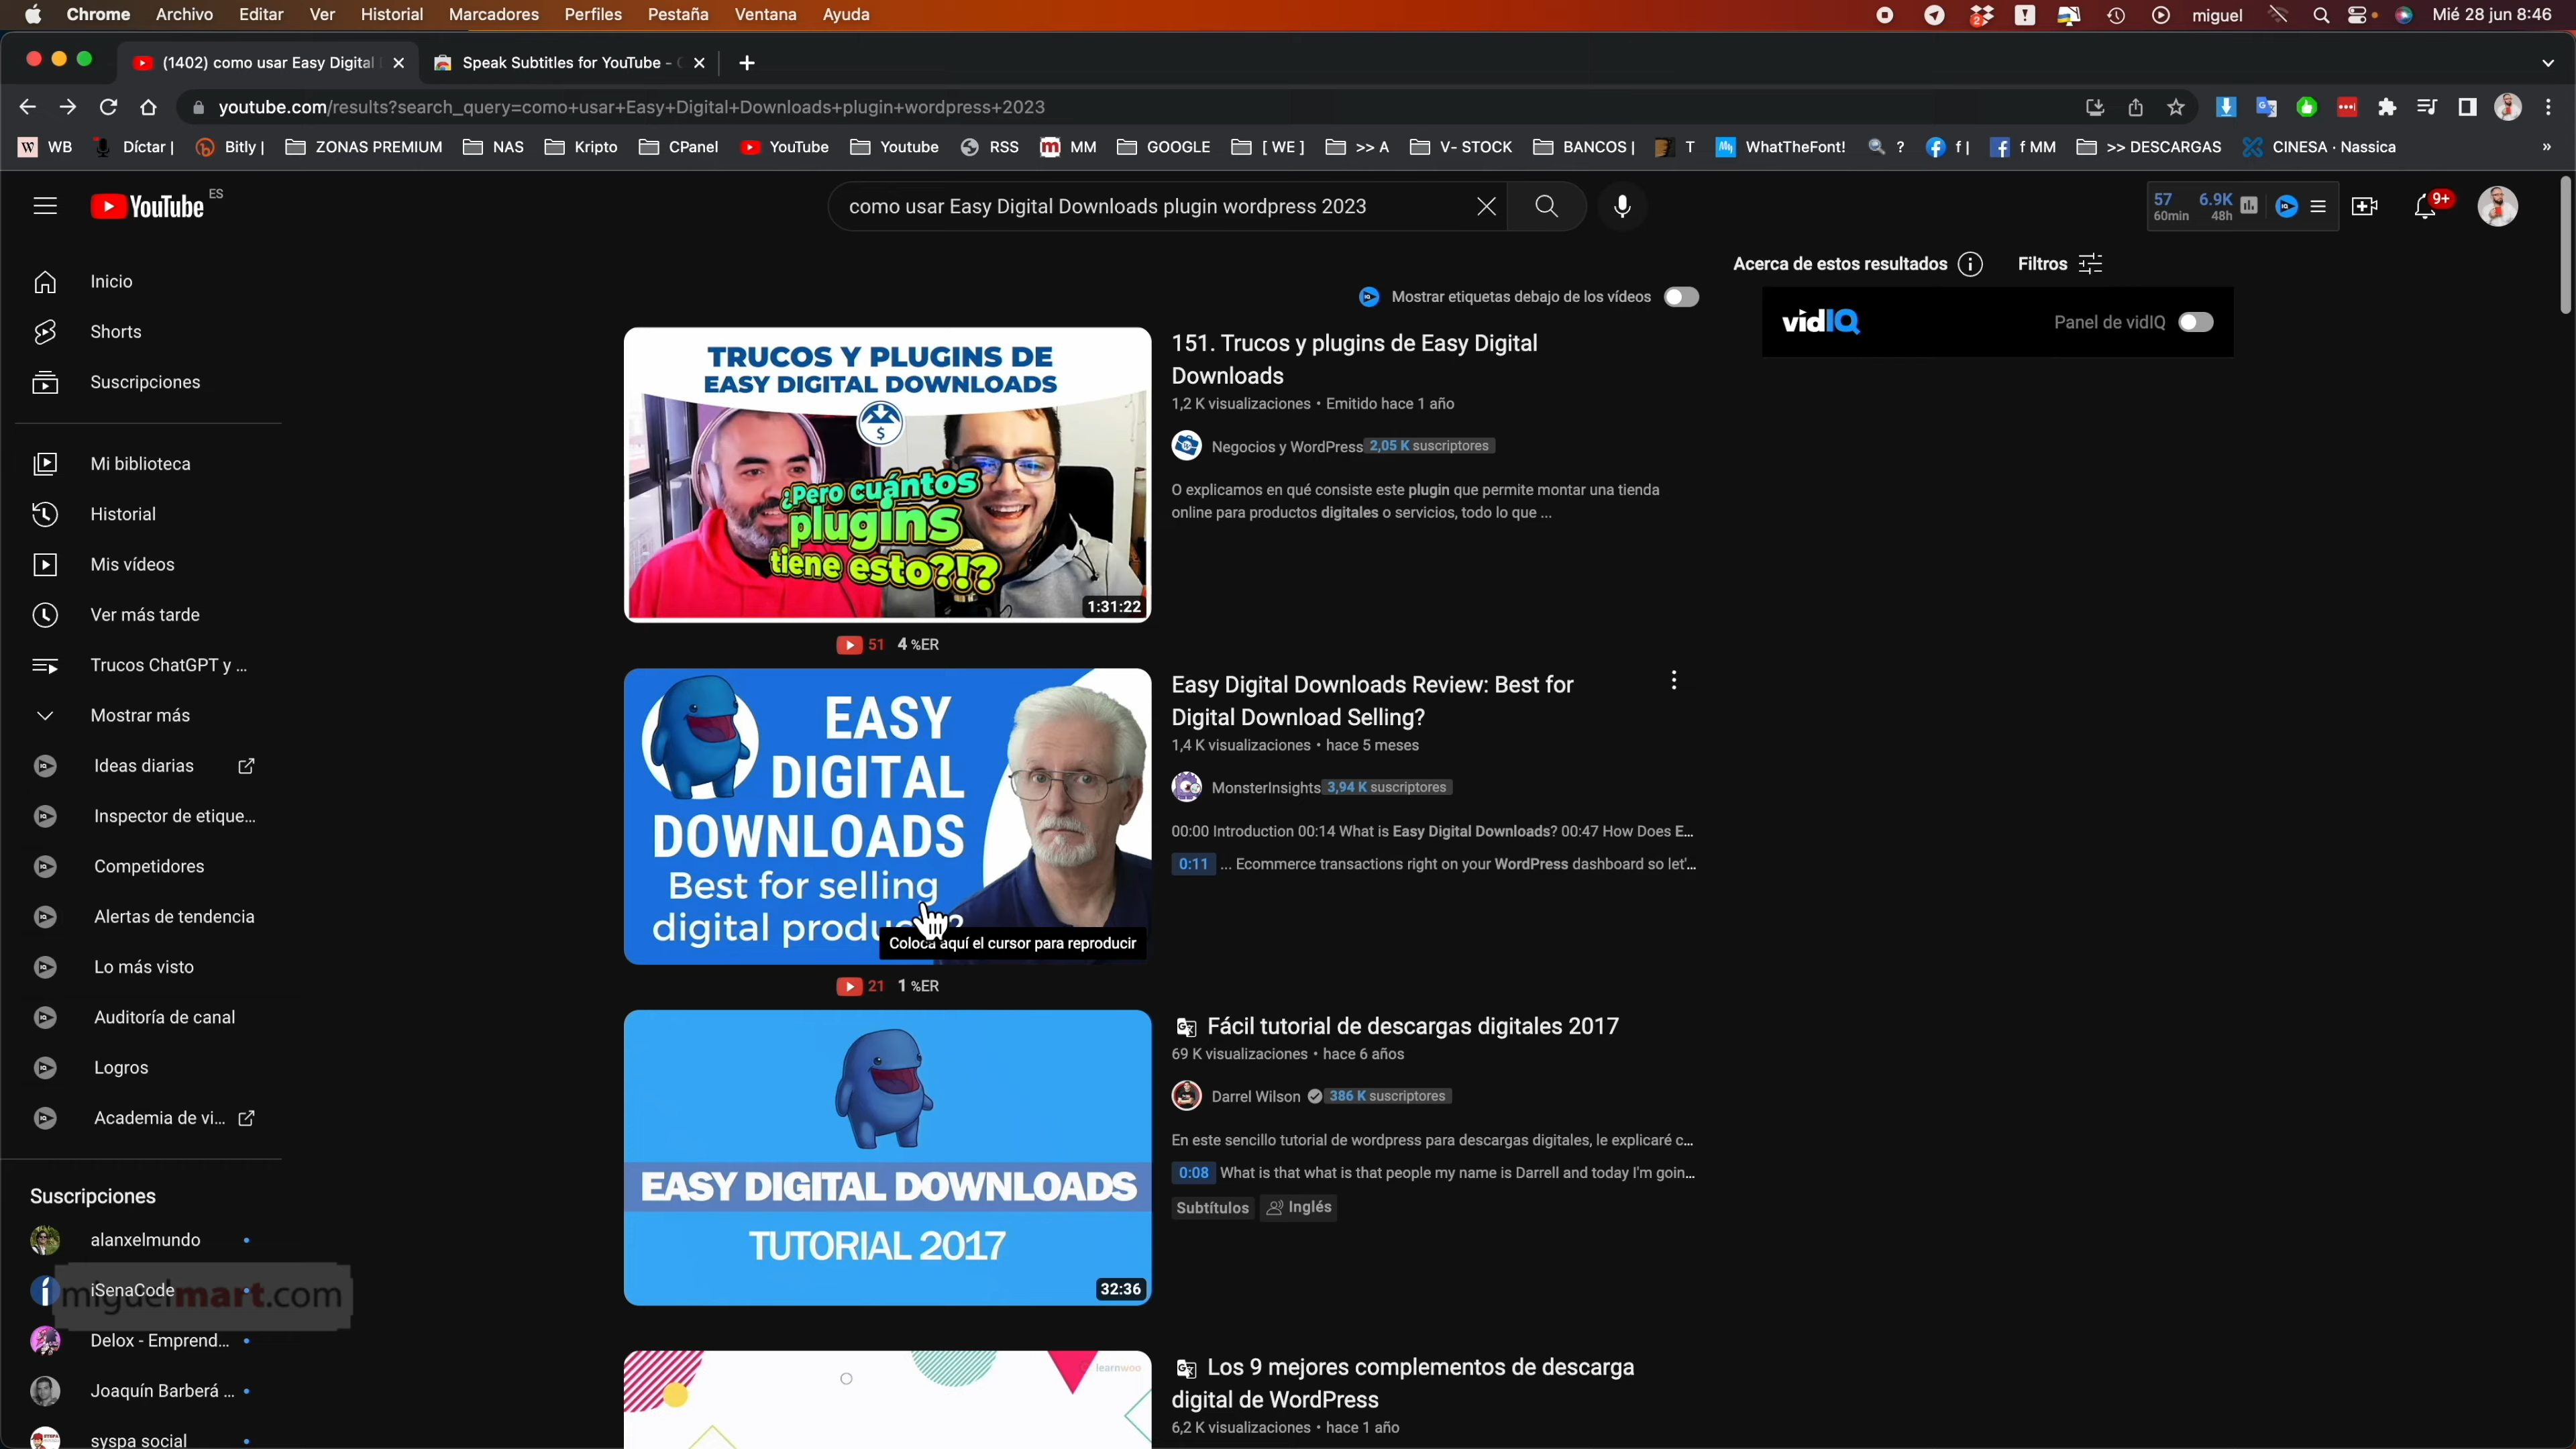 Chrome Archivo Editar Ver Historial Marcadores Perfiles Pestaña Ventana Ayuda
2 miguel Mié 28 jun 8:46
(1402) como usar Easy Digital
Speak Subtitles for YouTube -
youtube.com/results?search_query=como+usar+Easy+Digital+Downloads+plugin+wordpress+2023
WB Díctar | Bitly | ZONAS PREMIUM NAS Kripto CPanel YouTube Youtube RSS MM GOOGLE [ WE ] >> A V- STOCK BANCOS | T WhatTheFont! ? f | f MM >> DESCARGAS CINESA · Nassica »
YouTube ES
como usar Easy Digital Downloads plugin wordpress 2023
57 6.9K
60min 48h
9+
Acerca de estos resultados
Filtros
Mostrar etiquetas debajo de los vídeos
vidIQ
Panel de vidIQ
Inicio
Shorts
Suscripciones
Mi biblioteca
Historial
Mis vídeos
Ver más tarde
Trucos ChatGPT y ...
Mostrar más
Ideas diarias
Inspector de etique...
Competidores
Alertas de tendencia
Lo más visto
Auditoría de canal
Logros
Academia de vi...
Suscripciones
alanxelmundo
iSenaCode
miguelmart.com
Delox - Emprend...
Joaquín Barberá ...
syspa social
TRUCOS Y PLUGINS DE
EASY DIGITAL DOWNLOADS
$
¿Pero cuántos
plugins
tiene esto?!?
1:31:22
51 4 %ER
151. Trucos y plugins de Easy Digital
Downloads
1,2 K visualizaciones • Emitido hace 1 año
Negocios y WordPress 2,05 K suscriptores
O explicamos en qué consiste este plugin que permite montar una tienda
online para productos digitales o servicios, todo lo que ...
EASY
DIGITAL
DOWNLOADS
Best for selling
digital produ
?
Coloca aquí el cursor para reproducir
21 1 %ER
Easy Digital Downloads Review: Best for
Digital Download Selling?
1,4 K visualizaciones • hace 5 meses
MonsterInsights 3,94 K suscriptores
00:00 Introduction 00:14 What is Easy Digital Downloads? 00:47 How Does E...
0:11 ... Ecommerce transactions right on your WordPress dashboard so let'...
EASY DIGITAL DOWNLOADS
TUTORIAL 2017
32:36
Fácil tutorial de descargas digitales 2017
69 K visualizaciones • hace 6 años
Darrel Wilson 386 K suscriptores
En este sencillo tutorial de wordpress para descargas digitales, le explicaré c...
0:08 What is that what is that people my name is Darrell and today I'm goin...
Subtítulos Inglés
learnwoo
Los 9 mejores complementos de descarga
digital de WordPress
6,2 K visualizaciones • hace 1 año